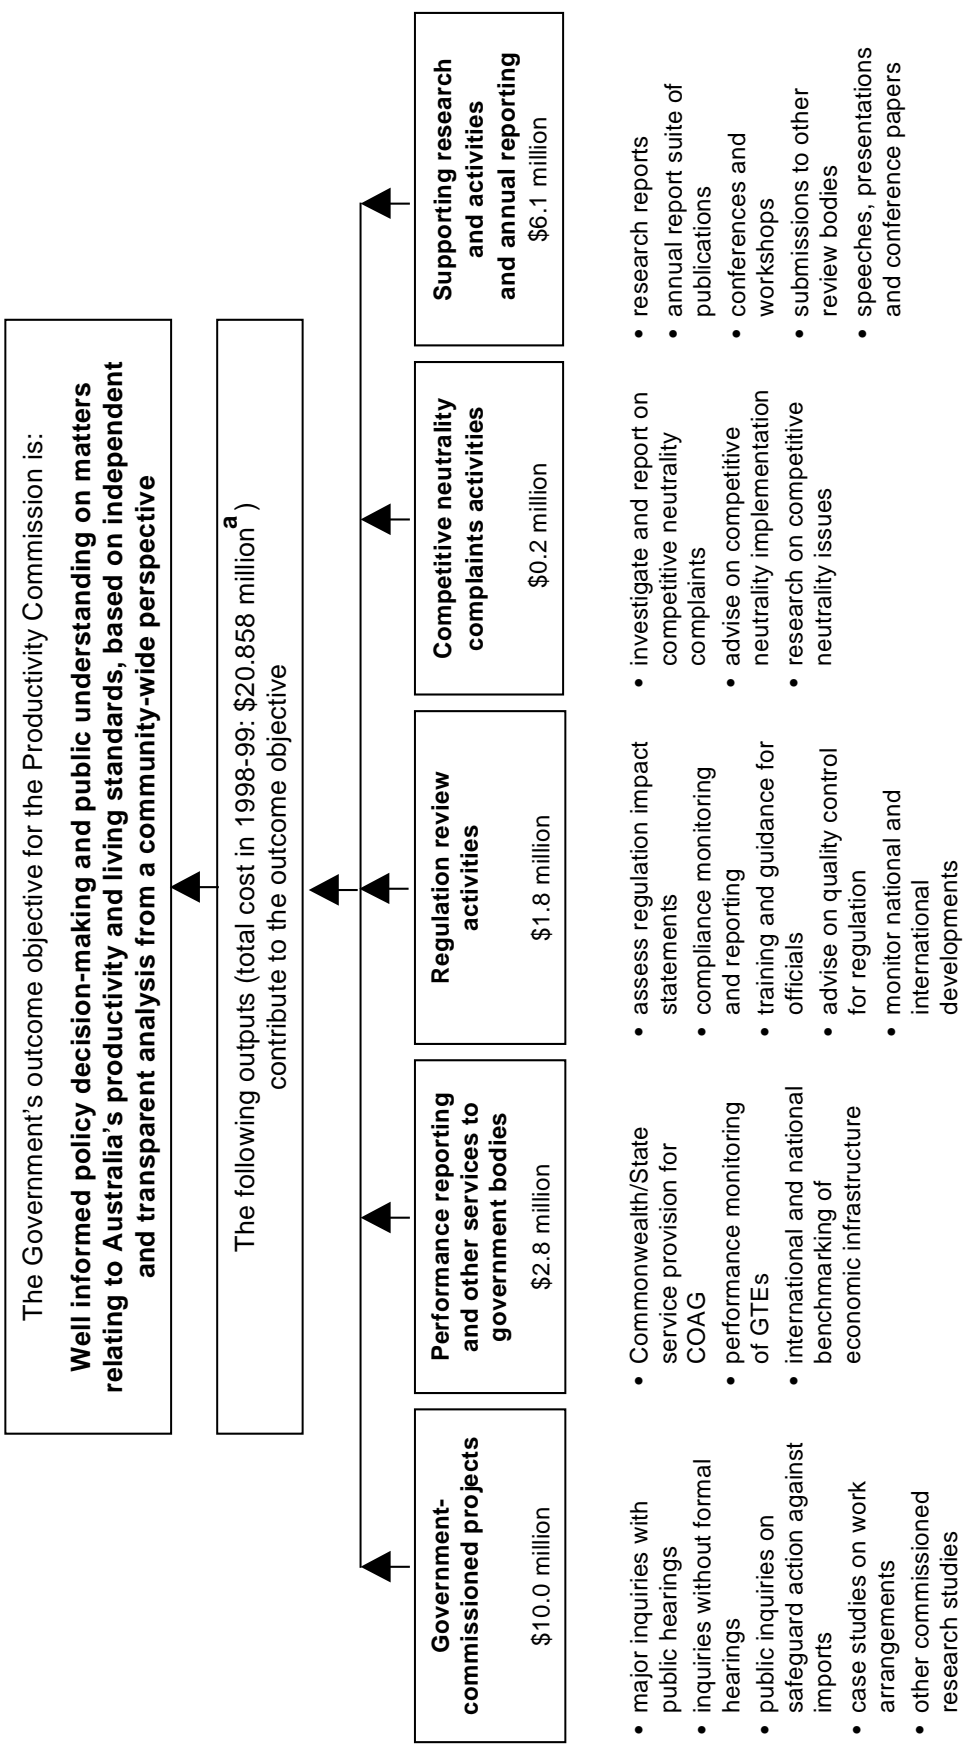 The Government's outcome objective for the Productivity Commission is:
Well informed policy decision-making and public understanding on matters
relating to Australia's productivity and living standards, based on independent
and transparent analysis from a community-wide perspective
The following outputs (total cost in 1998-99: $20.858 million a )
contribute to the outcome objective
Government-
commissioned projects
$10.0 million
Performance reporting
and other services to
government bodies
$2.8 million
Regulation review
activities
$1.8 million
Competitive neutrality
complaints activities
$0.2 million
Supporting research
and activities
and annual reporting
$6.1 million
• major inquiries with
public hearings
• inquiries without formal
hearings
• public inquiries on
safeguard action against
imports
• case studies on work
arrangements
• other commissioned
research studies
• Commonwealth/State
service provision for
COAG
• performance monitoring
of GTEs
• international and national
benchmarking of
economic infrastructure
• assess regulation impact
statements
• compliance monitoring
and reporting
• training and guidance for
officials
• advise on quality control
for regulation
• monitor national and
international
developments
• investigate and report on
competitive neutrality
complaints
• advise on competitive
neutrality implementation
• research on competitive
neutrality issues
• research reports
• annual report suite of
publications
• conferences and
workshops
• submissions to other
review bodies
• speeches, presentations
and conference papers